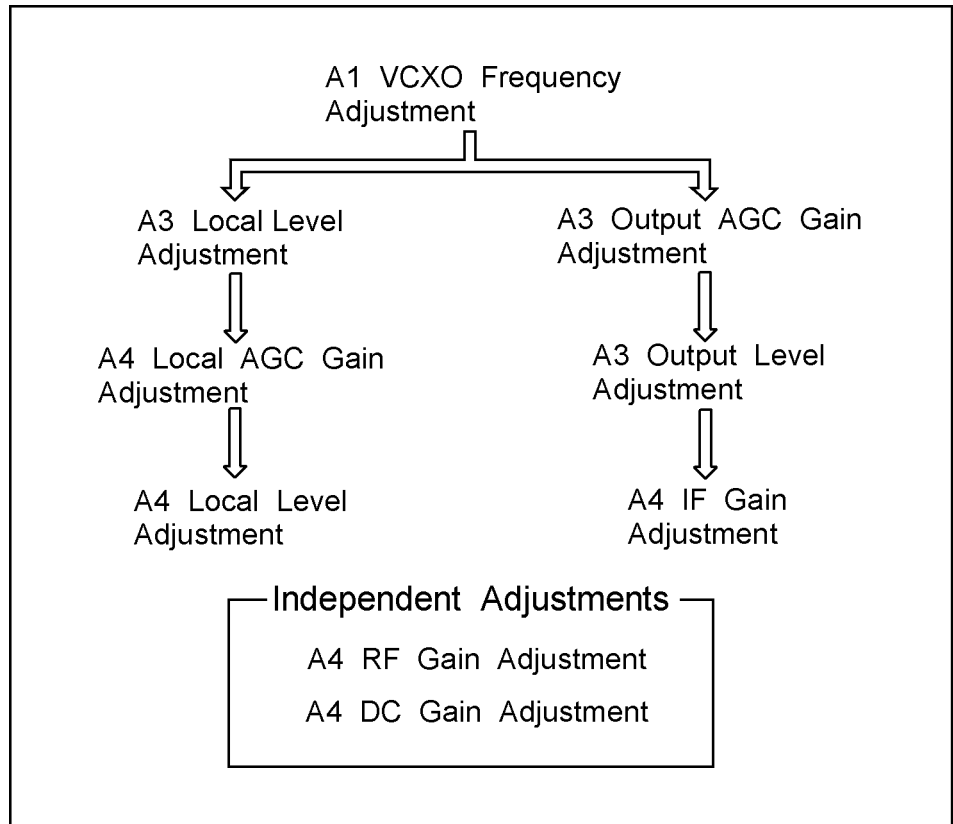 A1 VCXO Frequency
Adjustment
A3 Local Level
Adjustment
A3 Output AGC Gain
Adjustment
A4 Local AGC Gain
Adjustment
A3 Output Level
Adjustment
A4 Local Level
Adjustment
A4 IF Gain
Adjustment
Independent Adjustments
A4 RF Gain Adjustment
A4 DC Gain Adjustment